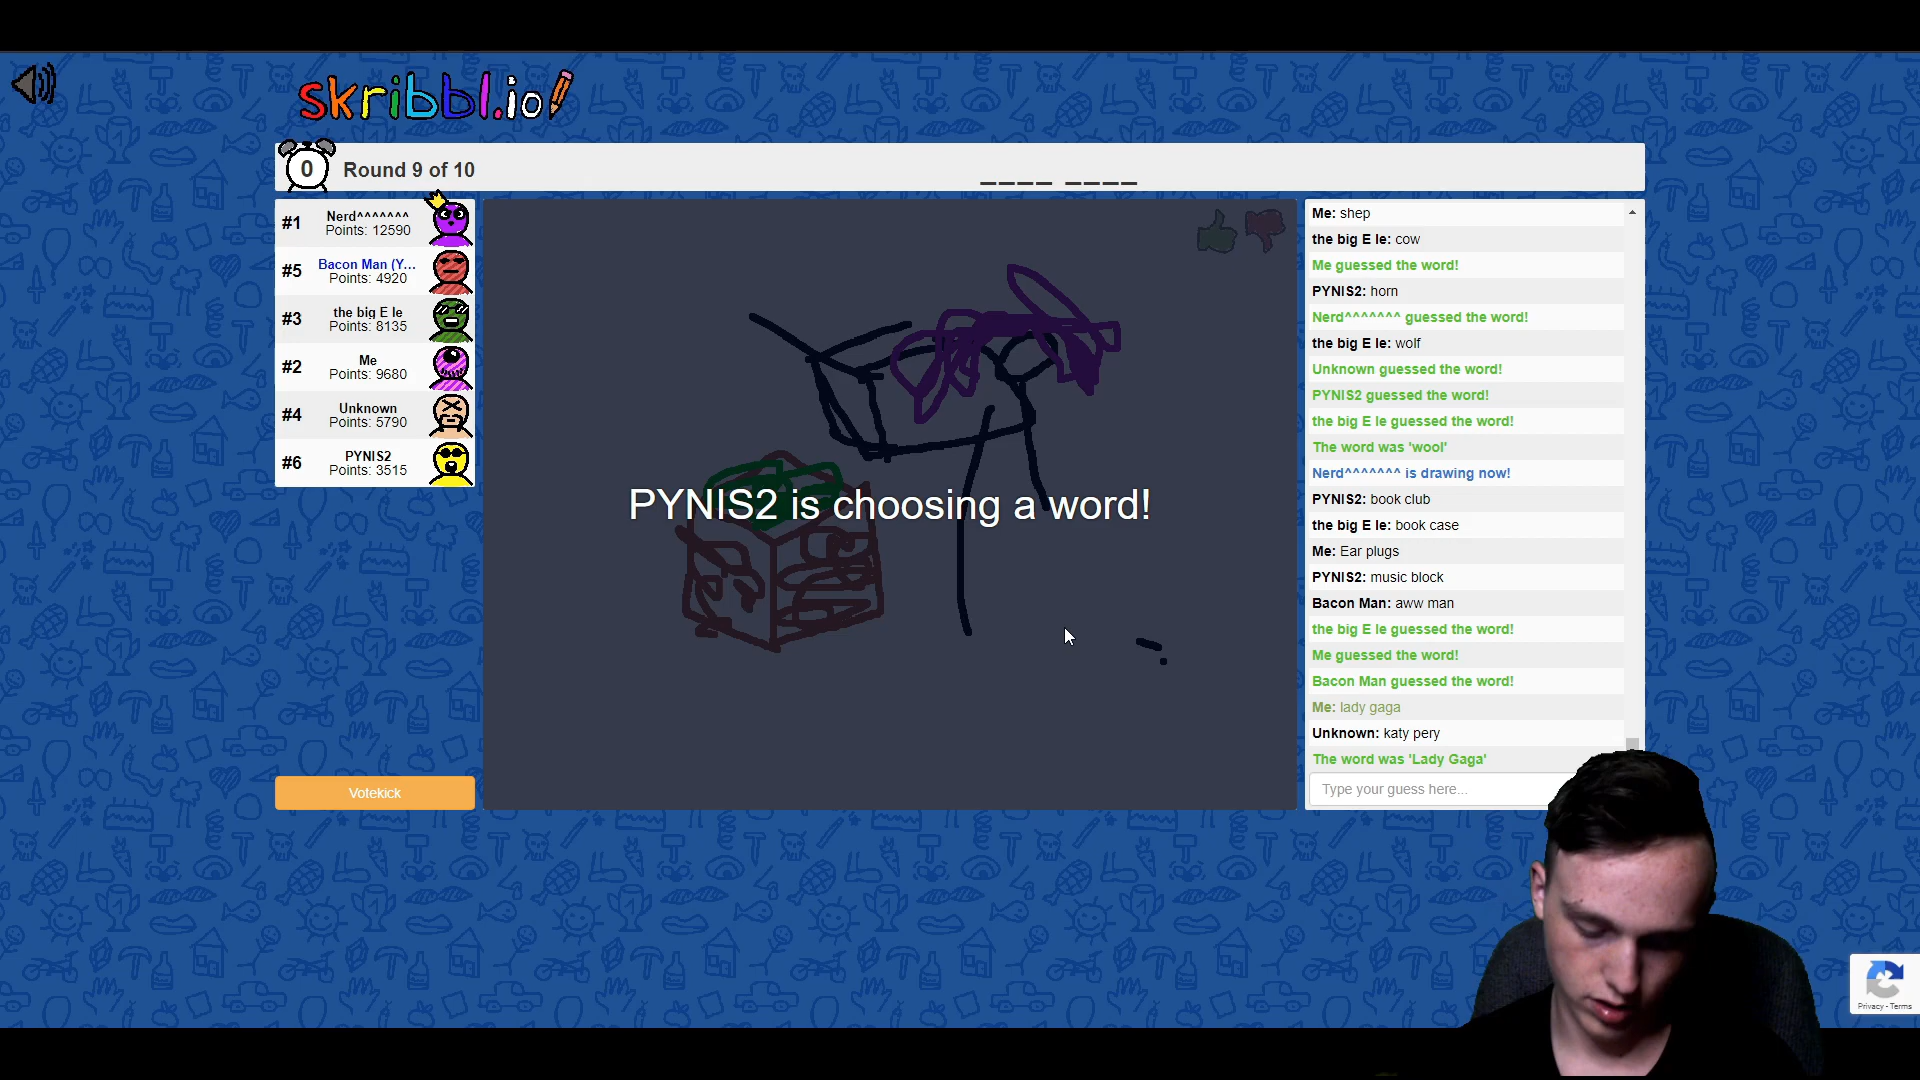 skribbl.io
0
Round 9 of 10
____ ____
#1
Nerd^^^^^^^
Points: 12590
#5
Bacon Man (Y...
Points: 4920
#3
the big E le
Points: 8135
#2
Me
Points: 9680
#4
Unknown
Points: 5790
#6
PYNIS2
Points: 3515
Votekick
PYNIS2 is choosing a word!
Me: shep
the big E le: cow
Me guessed the word!
PYNIS2: horn
Nerd^^^^^^^ guessed the word!
the big E le: wolf
Unknown guessed the word!
PYNIS2 guessed the word!
the big E le guessed the word!
The word was 'wool'
Nerd^^^^^^^ is drawing now!
PYNIS2: book club
the big E le: book case
Me: Ear plugs
PYNIS2: music block
Bacon Man: aww man
the big E le guessed the word!
Me guessed the word!
Bacon Man guessed the word!
Me: lady gaga
Unknown: katy pery
The word was 'Lady Gaga'
Type your guess here...
Privacy - Terms